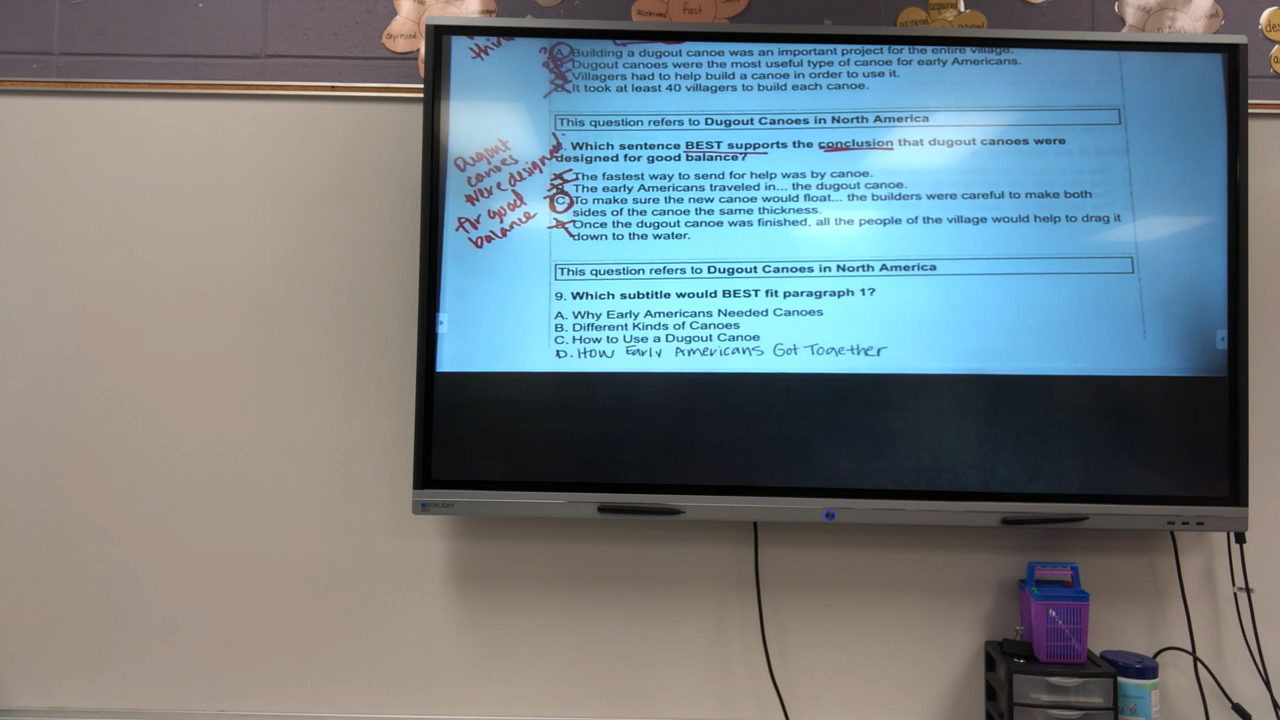 depressed
accelerated
fast
thin
Building a dugout canoe was an important project for the entire village.
Dugout canoes were the most useful type of canoe for early Americans.
Villagers had to help build a canoe in order to use it.
It took at least 40 villagers to build each canoe.
This question refers to Dugout Canoes in North America
Which sentence BEST supports the conclusion that dugout canoes were
designed for good balance?
The fastest way to send for help was by canoe.
The early Americans traveled in... the dugout canoe.
C. To make sure the new canoe would float... the builders were careful to make both
sides of the canoe the same thickness.
Once the dugout canoe was finished, all the people of the village would help to drag it
down to the water.
Dugout
canoes
were designed
for good
balance
This question refers to Dugout Canoes in North America
9. Which subtitle would BEST fit paragraph 1?
A. Why Early Americans Needed Canoes
B. Different Kinds of Canoes
C. How to Use a Dugout Canoe
D. How Early Americans Got Together
BOXLIGHT